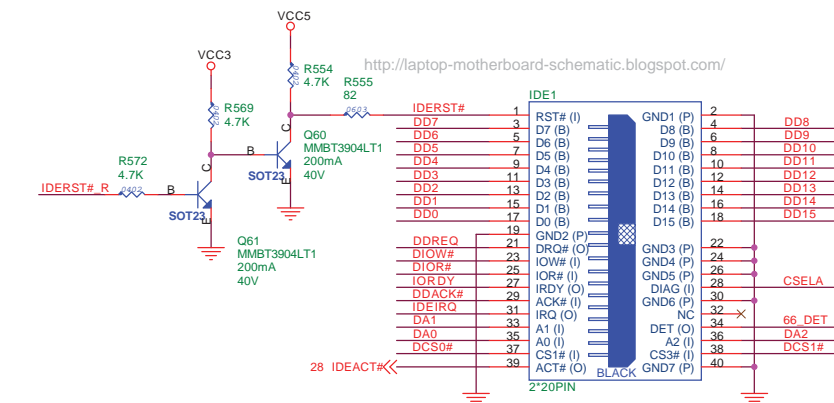 VCC5
VCC3
http://laptop-motherboard-schematic.blogspot.com/
R554
4.7K
0402
R555
82
0603
R569
4.7K
0402
IDE1
Q60
MMBT3904LT1
200mA
40V
C
B
E
SOT23
R572
4.7K
0402
IDERST#_R
B
C
E
SOT23
Q61
MMBT3904LT1
200mA
40V
IDERST# 1 RST# (I) GND1 (P) 2
DD7 3 D7 (B) D8 (B) 4 DD8
DD6 5 D6 (B) D9 (B) 6 DD9
DD5 7 D5 (B) D10 (B) 8 DD10
DD4 9 D4 (B) D11 (B) 10 DD11
DD3 11 D3 (B) D12 (B) 12 DD12
DD2 13 D2 (B) D13 (B) 14 DD13
DD1 15 D1 (B) D14 (B) 16 DD14
DD0 17 D0 (B) D15 (B) 18 DD15
19 GND2 (P)
DDREQ 21 DRQ# (O) GND3 (P) 22
DIOW# 23 IOW# (I) GND4 (P) 24
DIOR# 25 IOR# (I) GND5 (P) 26
IORDY 27 IRDY (O) DIAG (I) 28 CSELA
DDACK# 29 ACK# (I) GND6 (P) 30
IDEIRQ 31 IRQ (O) NC 32
DA1 33 A1 (I) DET (O) 34 66_DET
DA0 35 A0 (I) A2 (I) 36 DA2
DCS0# 37 CS1# (I) CS3# (I) 38 DCS1#
28 IDEACT# 39 ACT# (O) GND7 (P) 40
BLACK
2*20PIN